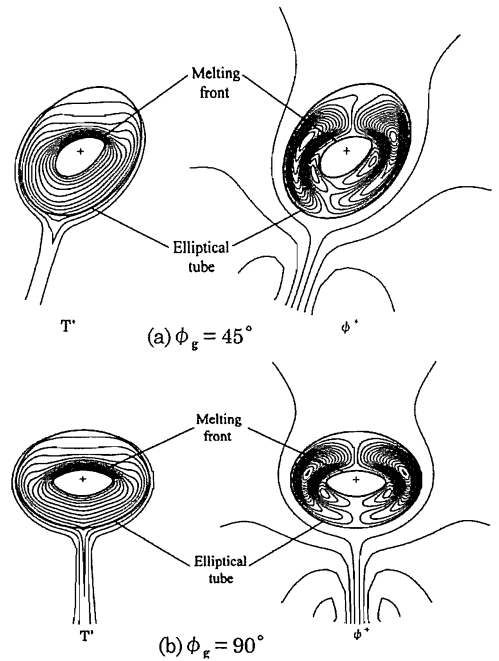 Melting
front
Elliptical
tube
T*
ϕ*
(a) ϕg = 45°
Melting
front
Elliptical
tube
T*
ϕ*
(b) ϕg = 90°